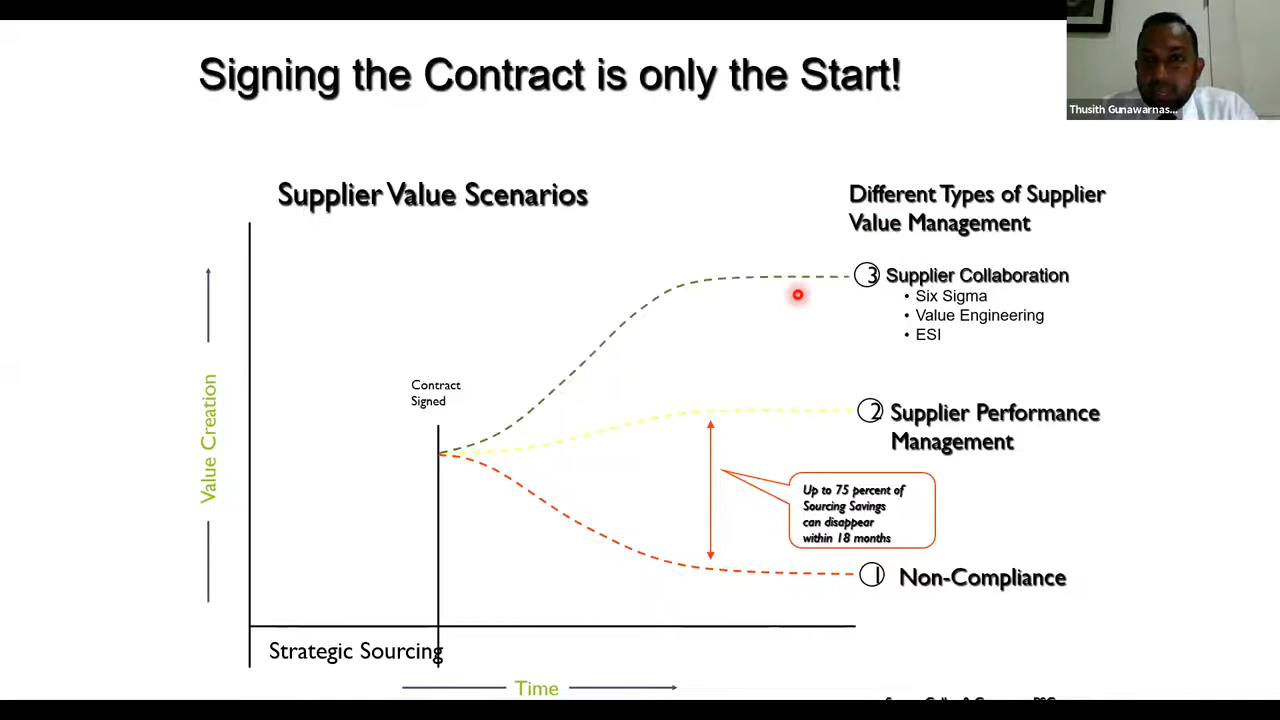 Signing the Contract is only the Start!
Thusith Gunawarnas...
Supplier Value Scenarios
Different Types of Supplier
Value Management
3 Supplier Collaboration
• Six Sigma
• Value Engineering
• ESI
Contract
Signed
2 Supplier Performance
Management
Value Creation
Up to 75 percent of
Sourcing Savings
can disappear
within 18 months
1 Non-Compliance
Strategic Sourcing
Time